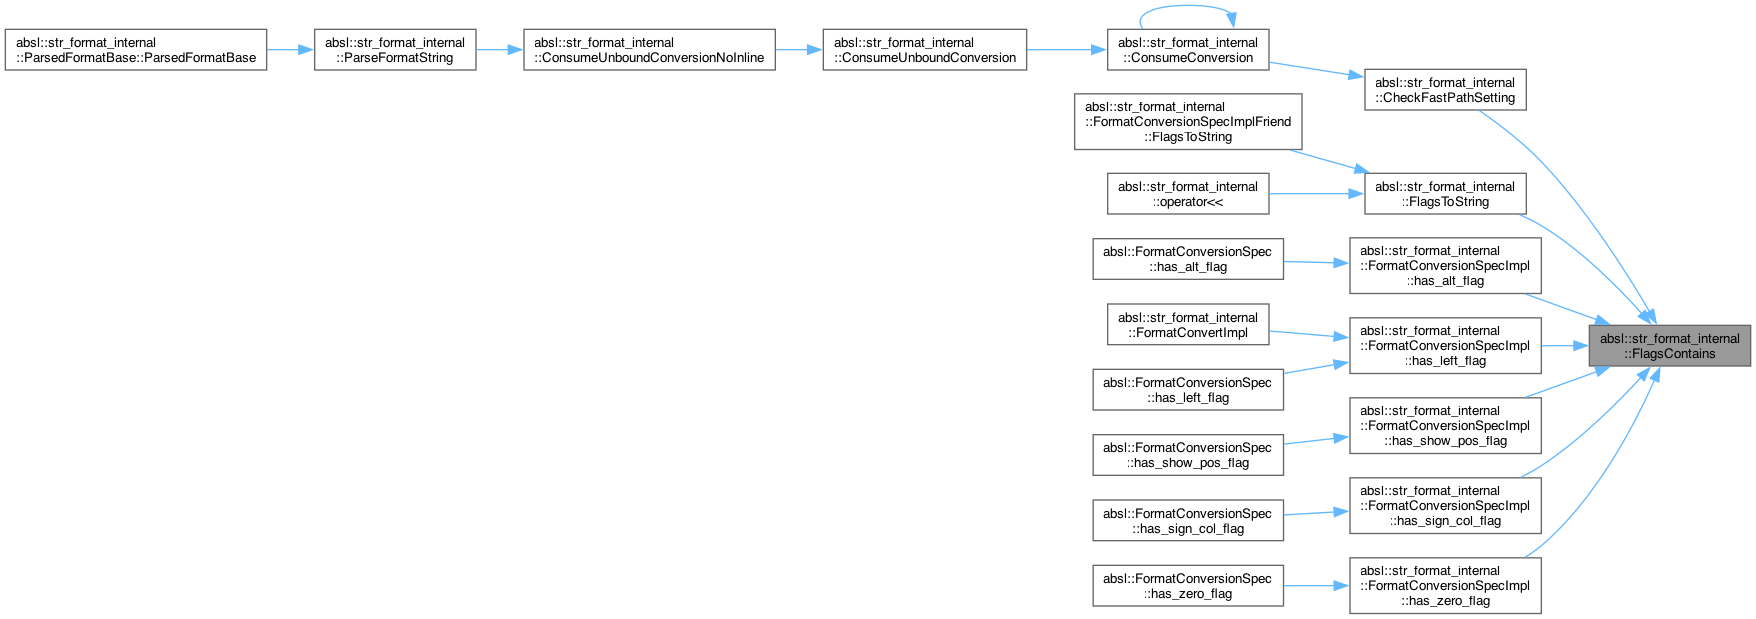 absl::str_format_internal
::ParsedFormatBase::ParsedFormatBase
absl::str_format_internal
::ParseFormatString
absl::str_format_internal
::ConsumeUnboundConversionNoInline
absl::str_format_internal
::ConsumeUnboundConversion
absl::str_format_internal
::ConsumeConversion
absl::str_format_internal
::CheckFastPathSetting
absl::str_format_internal
::FormatConversionSpecImplFriend
::FlagsToString
absl::str_format_internal
::operator<<
absl::str_format_internal
::FlagsToString
absl::FormatConversionSpec
::has_alt_flag
absl::str_format_internal
::FormatConversionSpecImpl
::has_alt_flag
absl::str_format_internal
::FormatConvertImpl
absl::str_format_internal
::FormatConversionSpecImpl
::has_left_flag
absl::str_format_internal
::FlagsContains
absl::FormatConversionSpec
::has_left_flag
absl::FormatConversionSpec
::has_show_pos_flag
absl::str_format_internal
::FormatConversionSpecImpl
::has_show_pos_flag
absl::FormatConversionSpec
::has_sign_col_flag
absl::str_format_internal
::FormatConversionSpecImpl
::has_sign_col_flag
absl::FormatConversionSpec
::has_zero_flag
absl::str_format_internal
::FormatConversionSpecImpl
::has_zero_flag